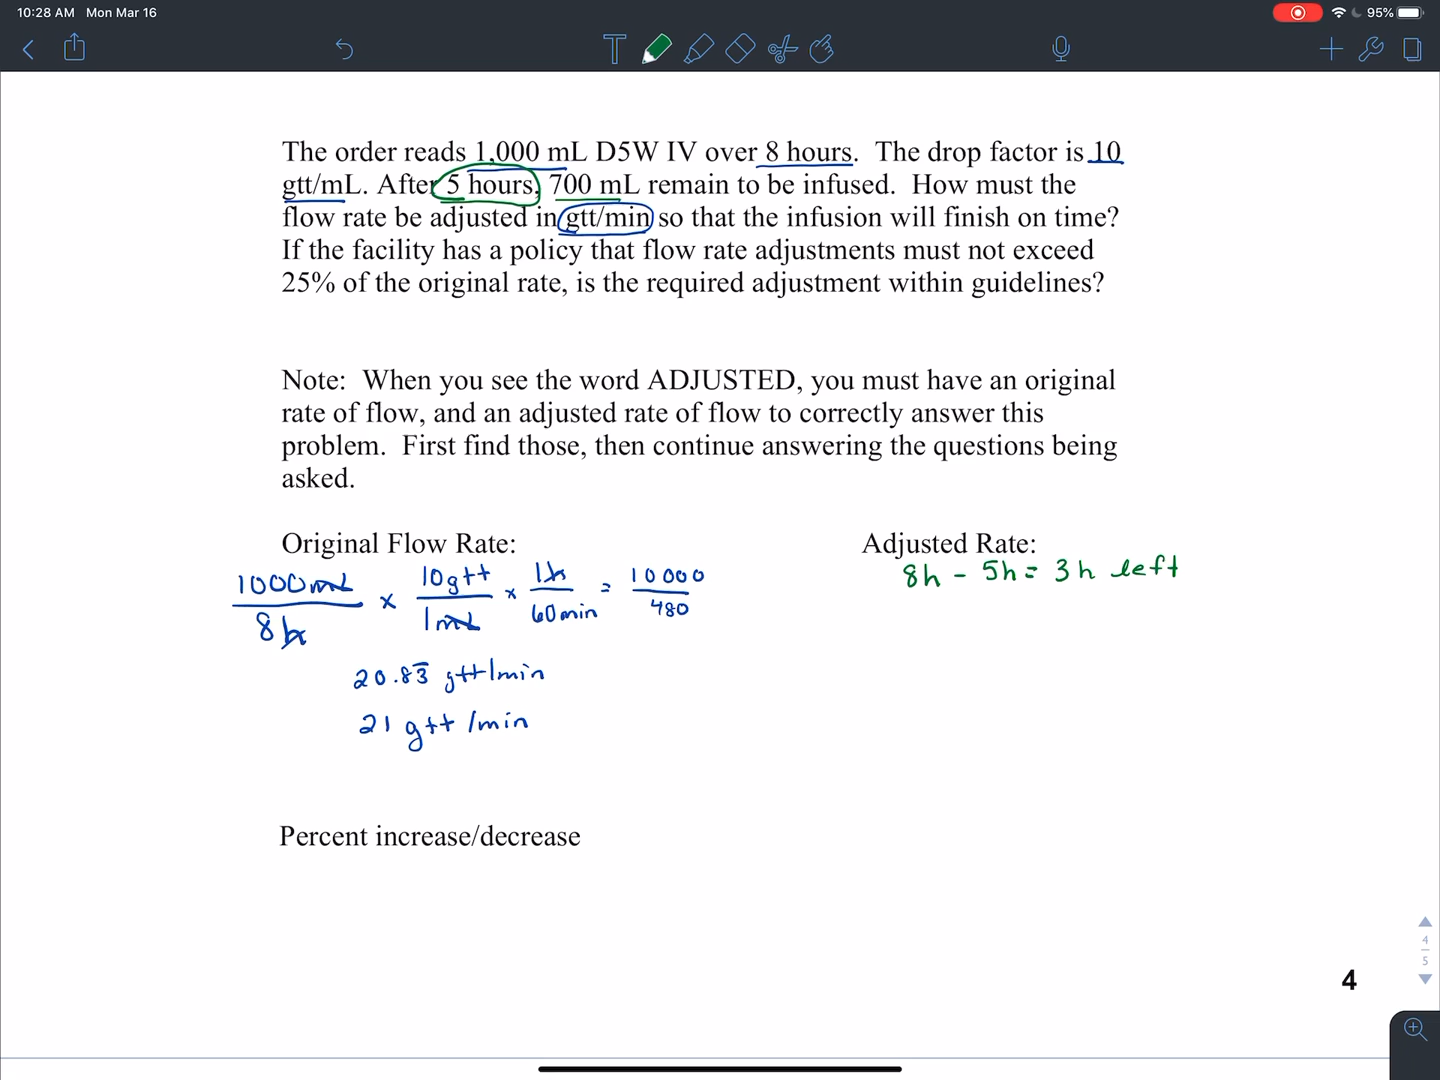 10:28 AM Mon Mar 16 95%
T
The order reads 1,000 mL D5W IV over 8 hours. The drop factor is 10
gtt/mL. After 5 hours, 700 mL remain to be infused. How must the
flow rate be adjusted in gtt/min so that the infusion will finish on time?
If the facility has a policy that flow rate adjustments must not exceed
25% of the original rate, is the required adjustment within guidelines?
Note: When you see the word ADJUSTED, you must have an original
rate of flow, and an adjusted rate of flow to correctly answer this
problem. First find those, then continue answering the questions being
asked.
Original Flow Rate:
1000mL/8h × 10gtt/1mL × 1h/60min = 10000/480
20.83̅ gtt/min
21 gtt/min
Adjusted Rate:
8h - 5h = 3h left
Percent increase/decrease
4
5
4